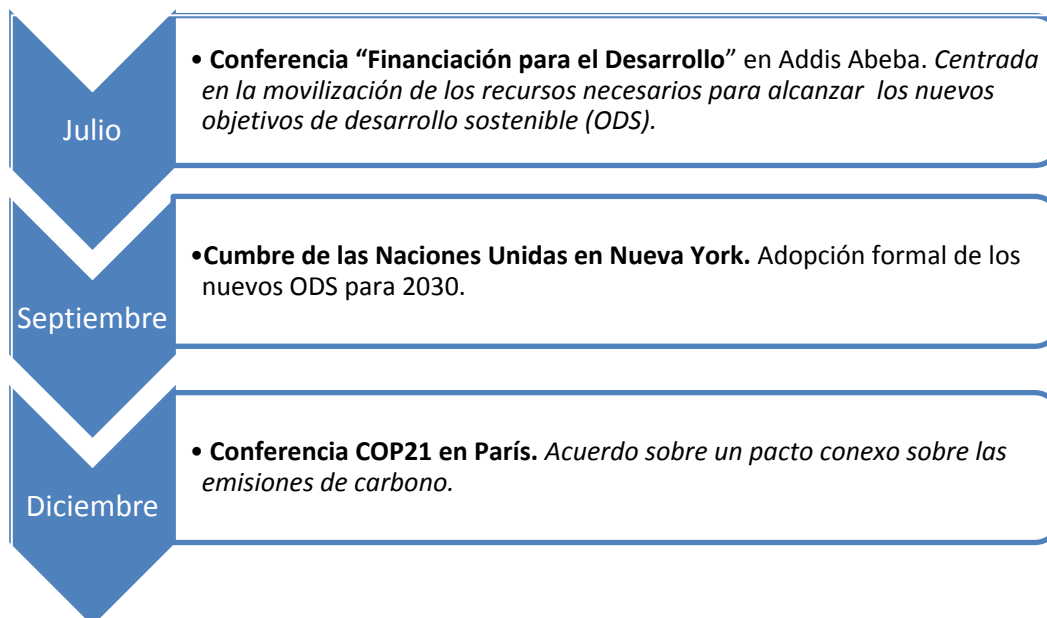 Julio
• Conferencia “Financiación para el Desarrollo” en Addis Abeba. Centrada
en la movilización de los recursos necesarios para alcanzar los nuevos
objetivos de desarrollo sostenible (ODS).
Septiembre
•Cumbre de las Naciones Unidas en Nueva York. Adopción formal de los
nuevos ODS para 2030.
Diciembre
• Conferencia COP21 en París. Acuerdo sobre un pacto conexo sobre las
emisiones de carbono.